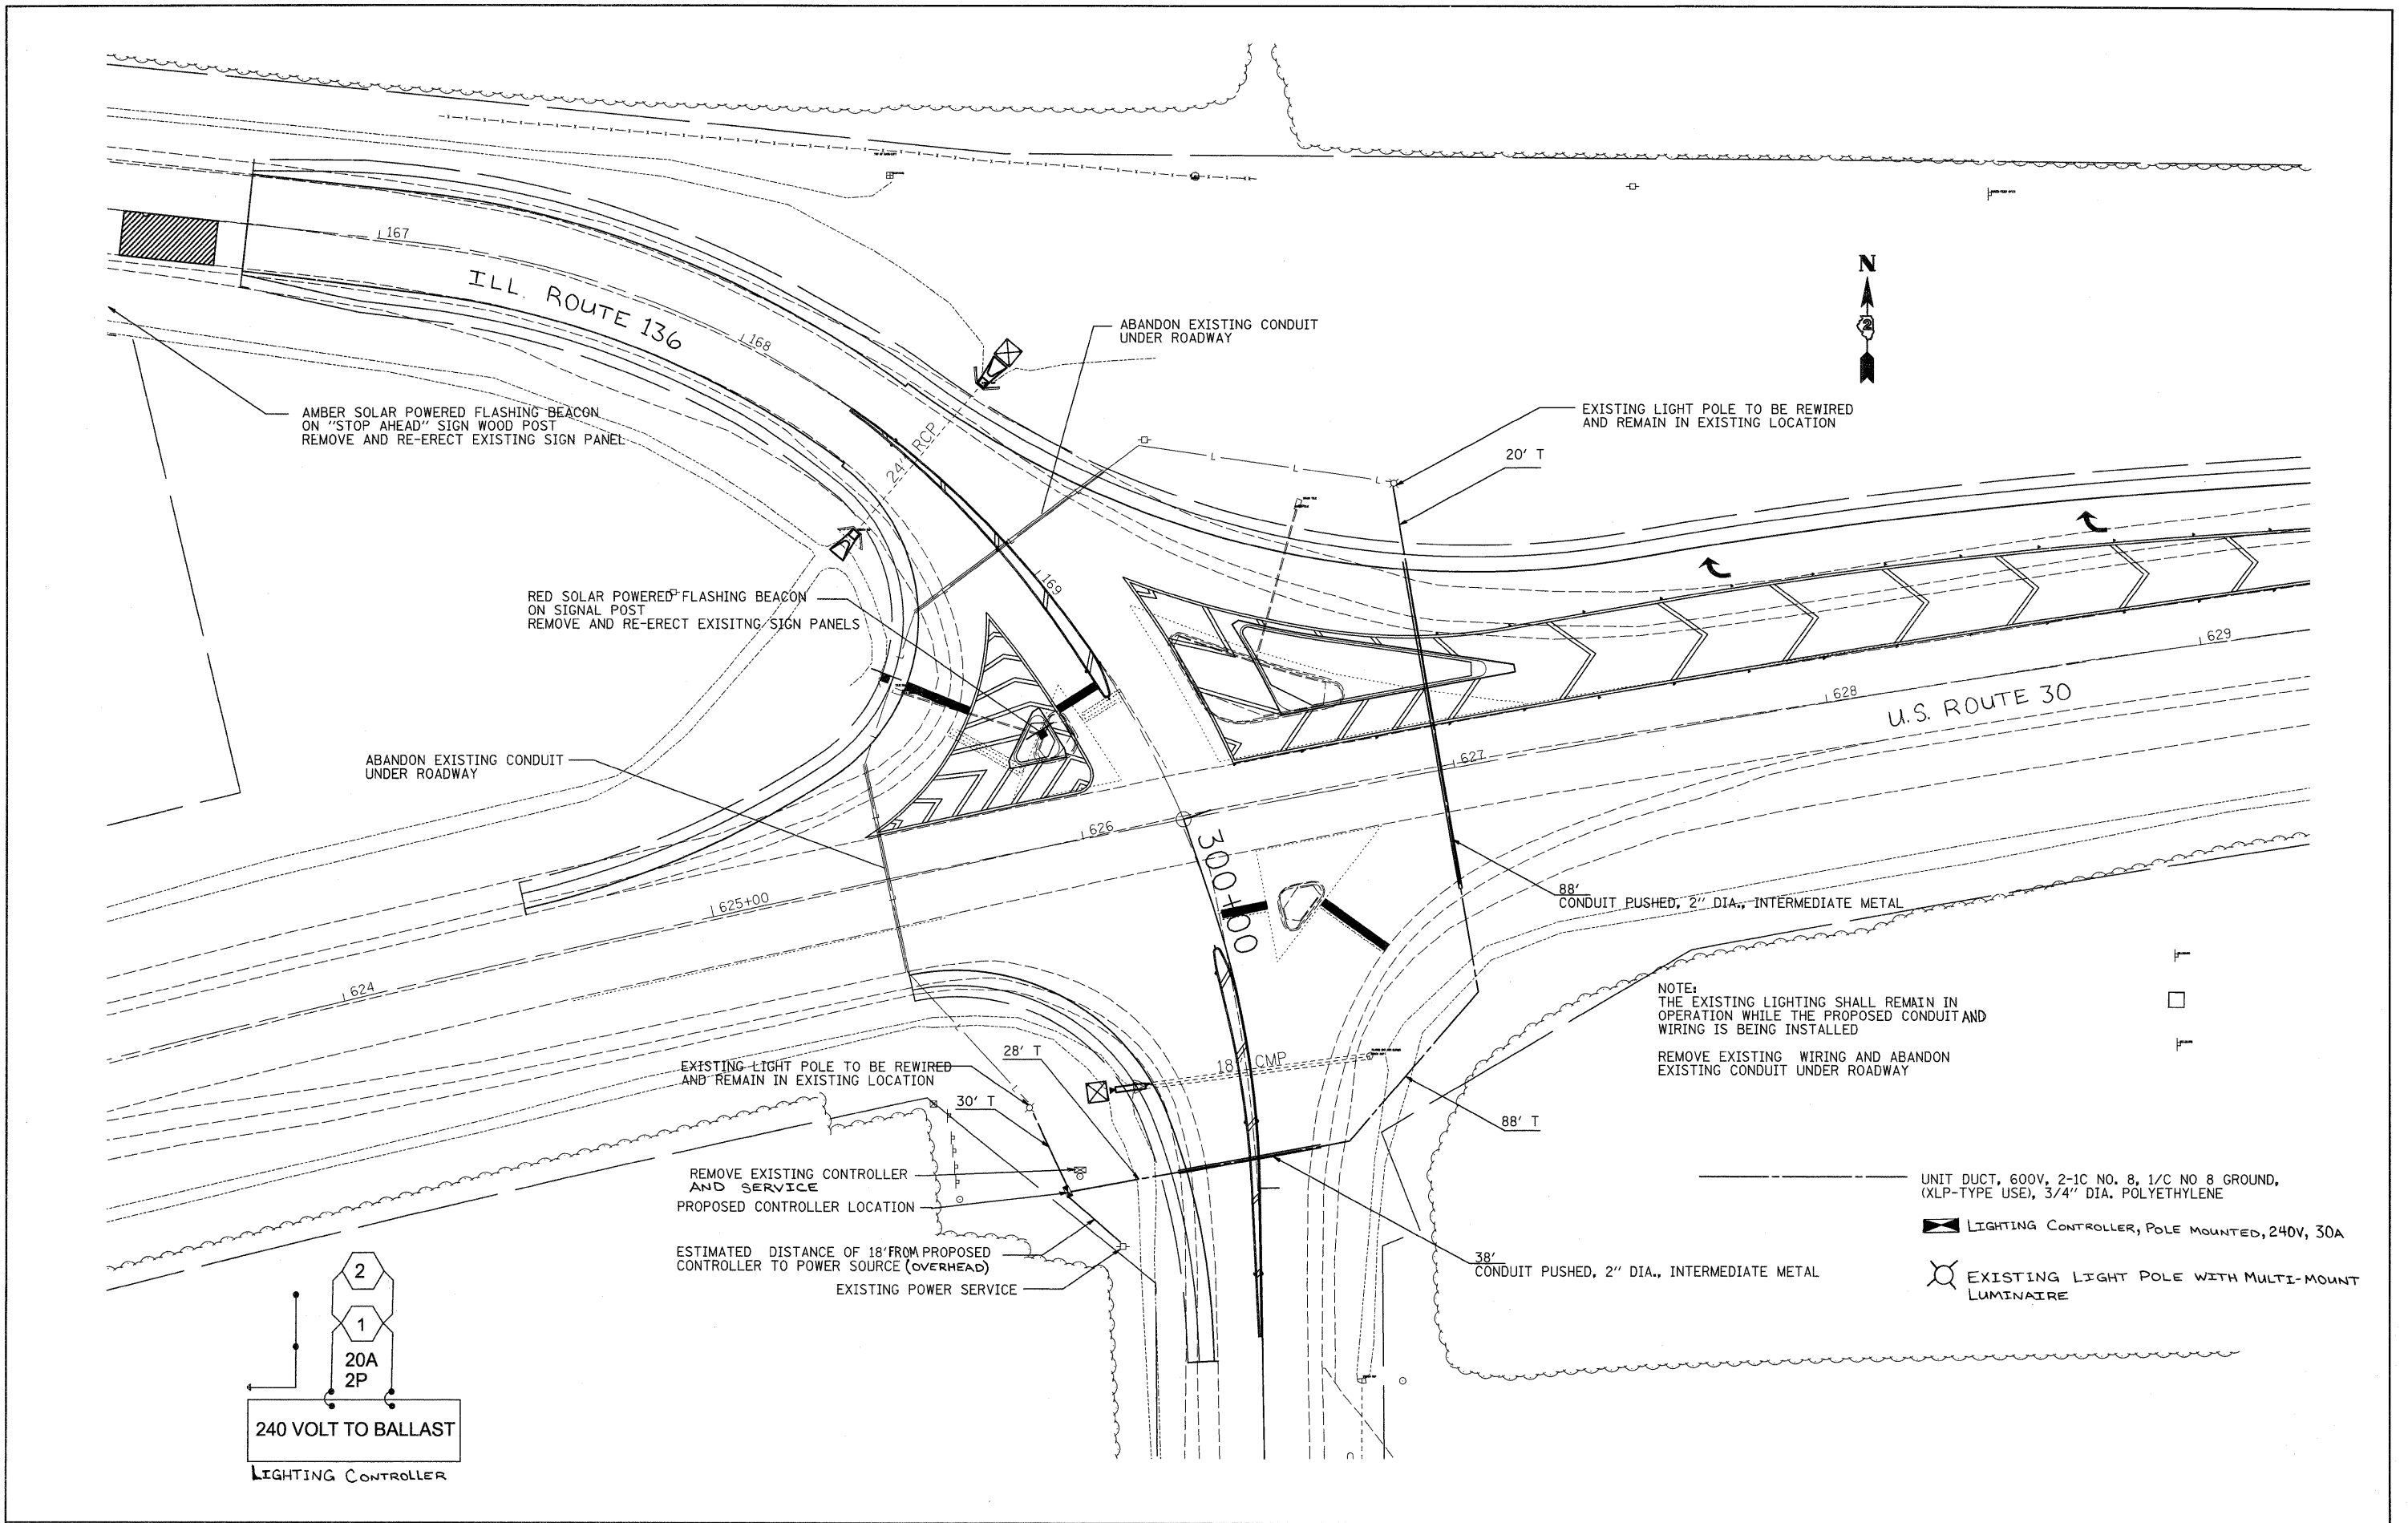 N
2
167
ILL. ROUTE 136
168
ABANDON EXISTING CONDUIT
UNDER ROADWAY
AMBER SOLAR POWERED FLASHING BEACON
ON "STOP AHEAD" SIGN WOOD POST
REMOVE AND RE-ERECT EXISTING SIGN PANEL
EXISTING LIGHT POLE TO BE REWIRED
AND REMAIN IN EXISTING LOCATION
20' T
24" RCP
L L L
169
RED SOLAR POWERED FLASHING BEACON
ON SIGNAL POST
REMOVE AND RE-ERECT EXISITNG SIGN PANELS
629
628
U.S. ROUTE 30
627
ABANDON EXISTING CONDUIT
UNDER ROADWAY
626
300+00
625+00
624
88'
CONDUIT PUSHED, 2" DIA., INTERMEDIATE METAL
NOTE:
THE EXISTING LIGHTING SHALL REMAIN IN
OPERATION WHILE THE PROPOSED CONDUIT AND
WIRING IS BEING INSTALLED
REMOVE EXISTING WIRING AND ABANDON
EXISTING CONDUIT UNDER ROADWAY
28' T
EXISTING LIGHT POLE TO BE REWIRED
AND REMAIN IN EXISTING LOCATION
18" CMP
30' T
88' T
REMOVE EXISTING CONTROLLER
AND SERVICE
PROPOSED CONTROLLER LOCATION
ESTIMATED DISTANCE OF 18' FROM PROPOSED
CONTROLLER TO POWER SOURCE (OVERHEAD)
EXISTING POWER SERVICE
38'
CONDUIT PUSHED, 2" DIA., INTERMEDIATE METAL
UNIT DUCT, 600V, 2-1C NO. 8, 1/C NO 8 GROUND,
(XLP-TYPE USE), 3/4" DIA. POLYETHYLENE
LIGHTING CONTROLLER, POLE MOUNTED, 240V, 30A
EXISTING LIGHT POLE WITH MULTI-MOUNT
LUMINAIRE
2
1
20A
2P
240 VOLT TO BALLAST
LIGHTING CONTROLLER